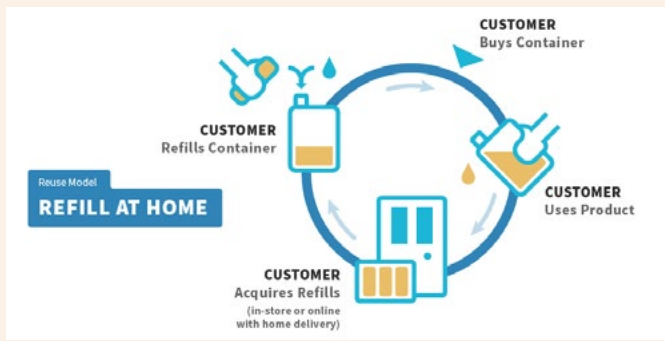 CUSTOMER
Buys Container
CUSTOMER
Refills Container
Reuse Model
REFILL AT HOME
CUSTOMER
Uses Product
CUSTOMER
Acquires Refills
(in-store or online
with home delivery)